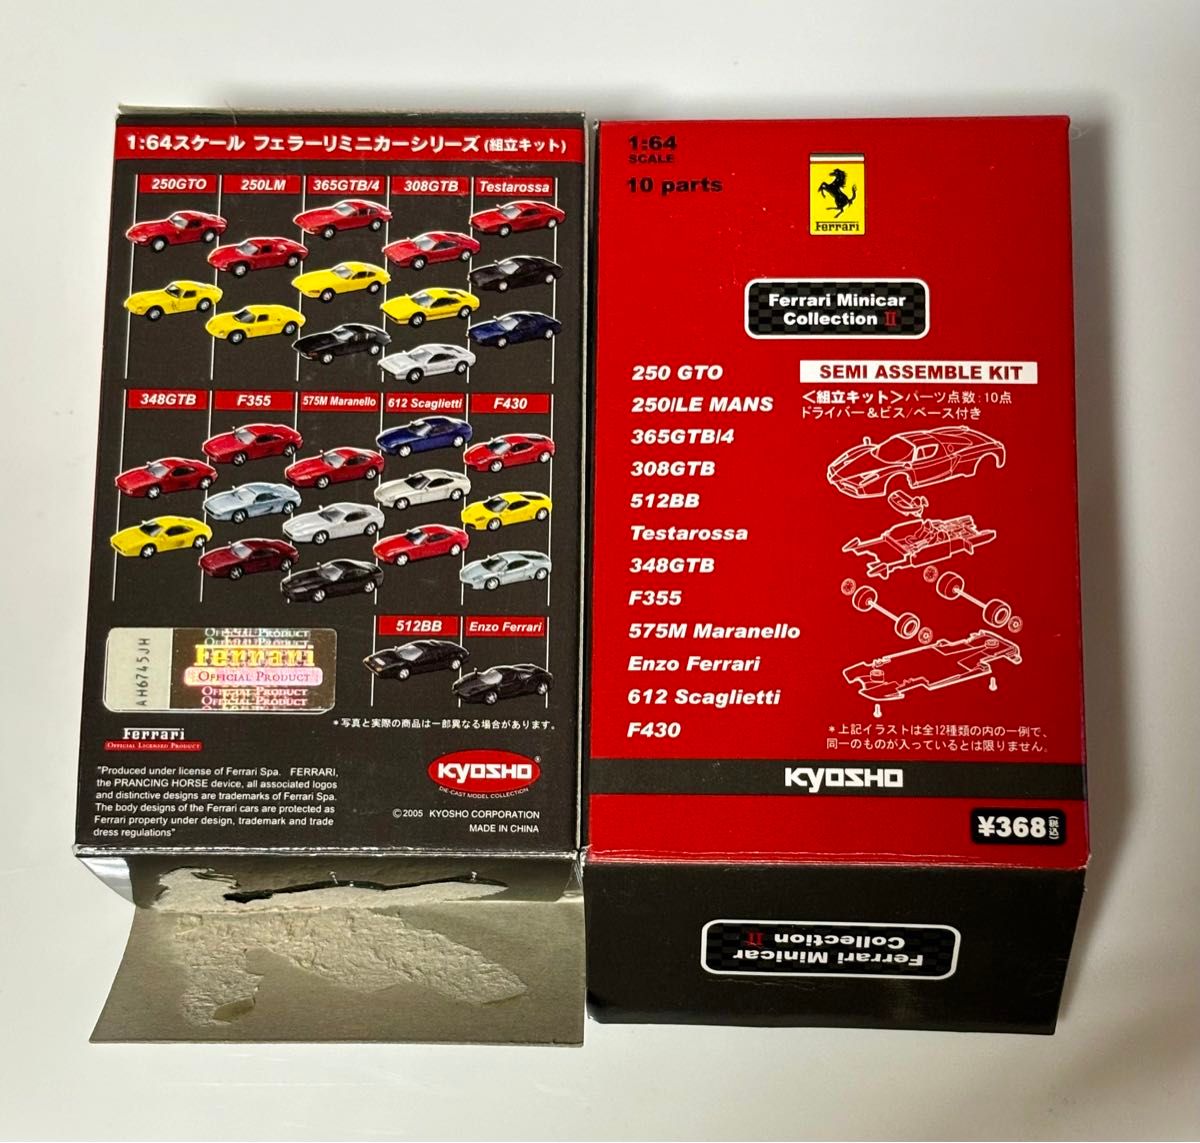 1:64スケール フェラーリミニカーシリーズ (組立キット)
250GTO 250LM 365GTB/4 308GTB Testarossa
348GTB F355 575M Maranello 612 Scaglietti F430
512BB Enzo Ferrari
AH6745JH
OFFICIAL PRODUCT
OFFICIAL PRODUCT
Ferrari
OFFICIAL PRODUCT
OFFICIAL PRODUCT
OFFICIAL PRODUCT
*写真と実際の商品は一部異なる場合があります。
Ferrari
OFFICIAL LICENSED PRODUCT
"Produced under license of Ferrari Spa. FERRARI,
the PRANCING HORSE device, all associated logos
and distinctive designs are trademarks of Ferrari Spa.
The body designs of the Ferrari cars are protected as
Ferrari property under design, trademark and trade
dress regulations"
KYOSHO®
DIE-CAST MODEL COLLECTION
©2005 KYOSHO CORPORATION
MADE IN CHINA
1:64
SCALE
10 parts
Ferrari
Ferrari Minicar
Collection II
250 GTO
250/LE MANS
365GTB/4
308GTB
512BB
Testarossa
348GTB
F355
575M Maranello
Enzo Ferrari
612 Scaglietti
F430
SEMI ASSEMBLE KIT
<組立キット>パーツ点数:10点
ドライバー&ビス/ベース付き
*上記イラストは全12種類の内の一例で、
同一のものが入っているとは限りません。
KYOSHO
¥368(税込)
Ferrari Minicar
Collection II